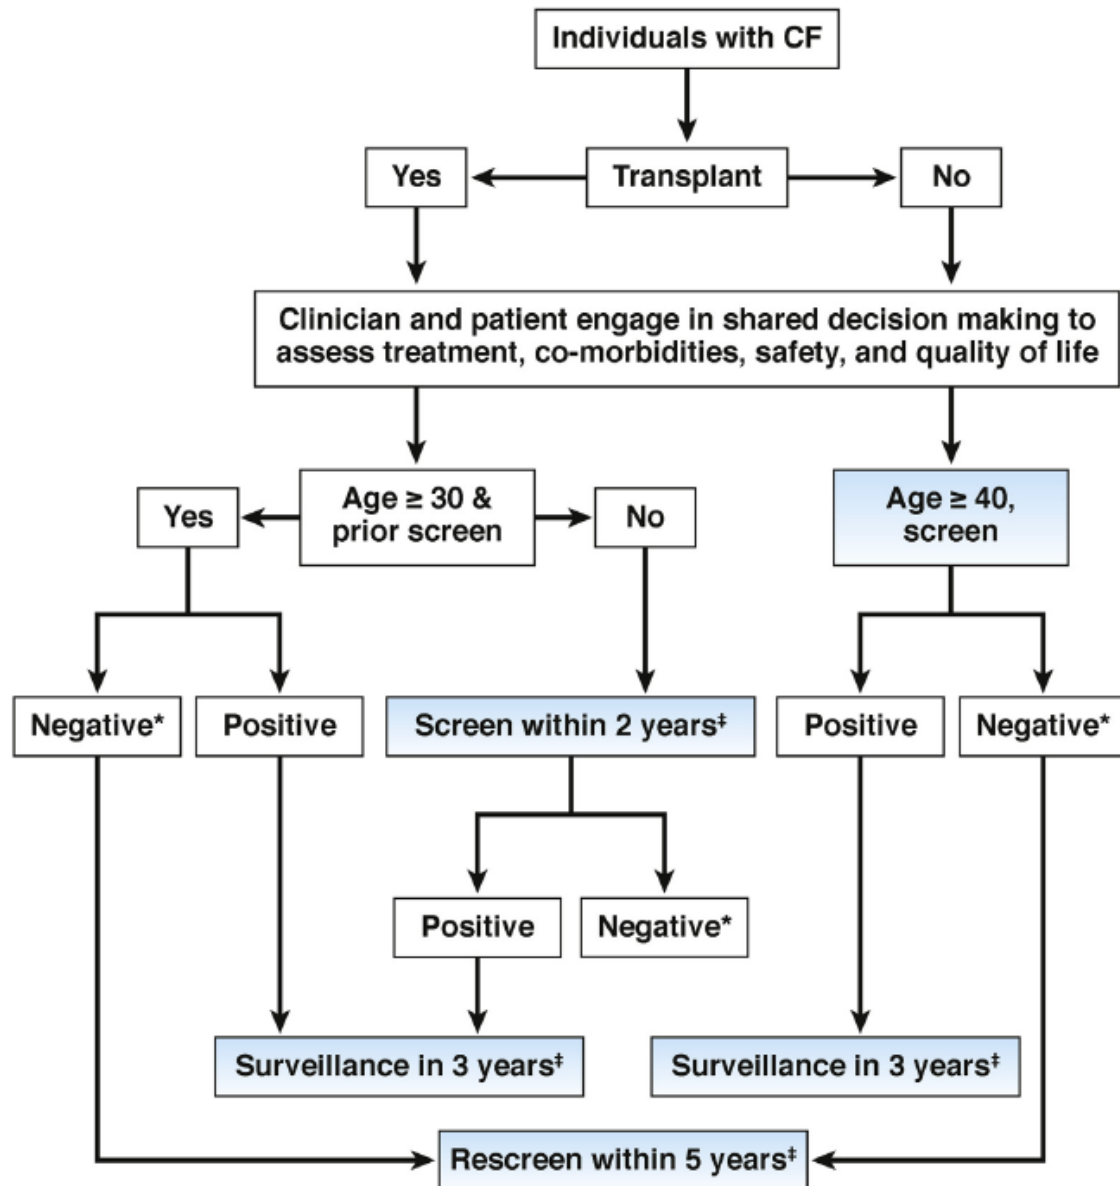 Individuals with CF
Yes
Transplant
No
Clinician and patient engage in shared decision making to
assess treatment, co-morbidities, safety, and quality of life
Yes
Age ≥ 30 &
prior screen
No
Age ≥ 40,
screen
Negative*
Positive
Screen within 2 years‡
Positive
Negative*
Positive
Negative*
Surveillance in 3 years‡
Surveillance in 3 years‡
Rescreen within 5 years‡